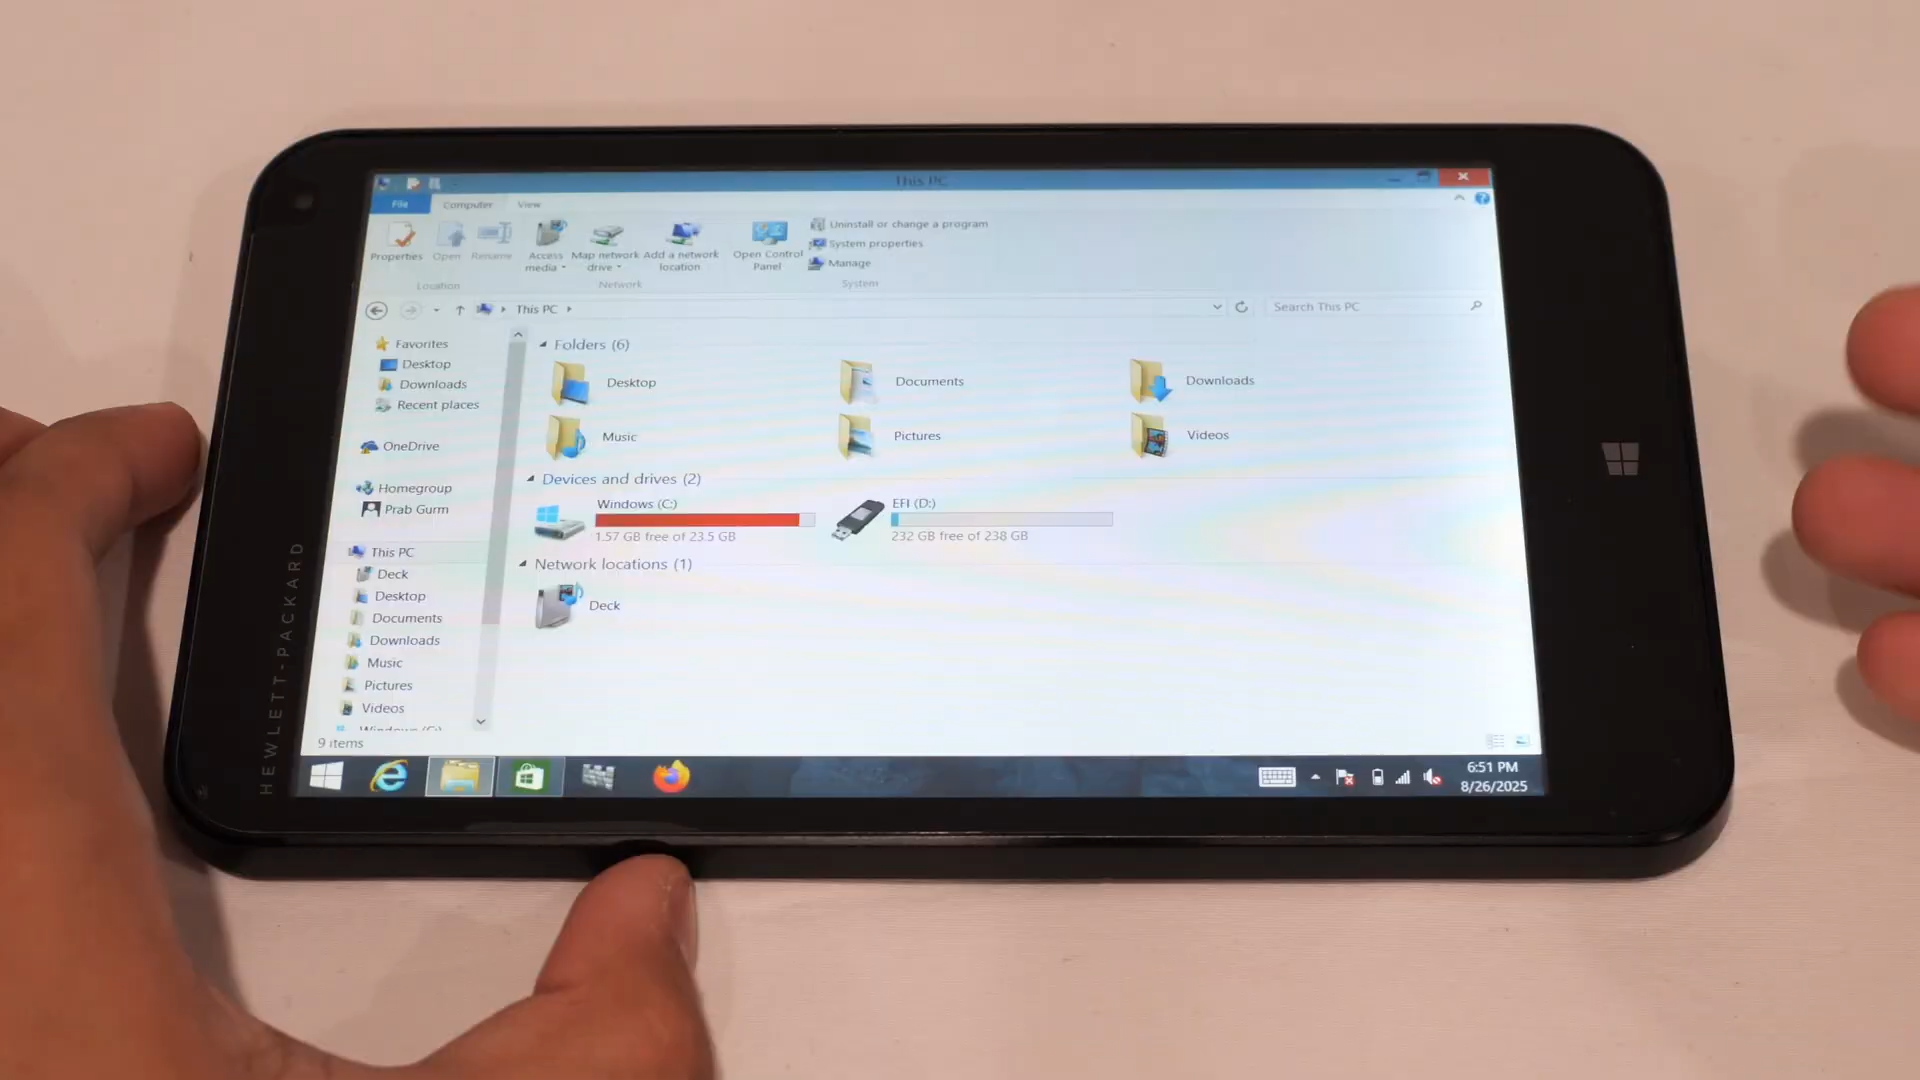 This PC
File Computer View
Properties Open Rename Access media Map network drive Add a network location Open Control Panel
Uninstall or change a program
System properties
Manage
Location Network System
This PC Search This PC
Favorites
Desktop
Downloads
Recent places
OneDrive
Homegroup
Prab Gurm
This PC
Deck
Desktop
Documents
Downloads
Music
Pictures
Videos
Windows (C:)
9 items
Folders (6)
Desktop Documents Downloads
Music Pictures Videos
Devices and drives (2)
Windows (C:) EFI (D:)
1.57 GB free of 23.5 GB 232 GB free of 238 GB
Network locations (1)
Deck
6:51 PM
8/26/2025
HEWLETT-PACKARD